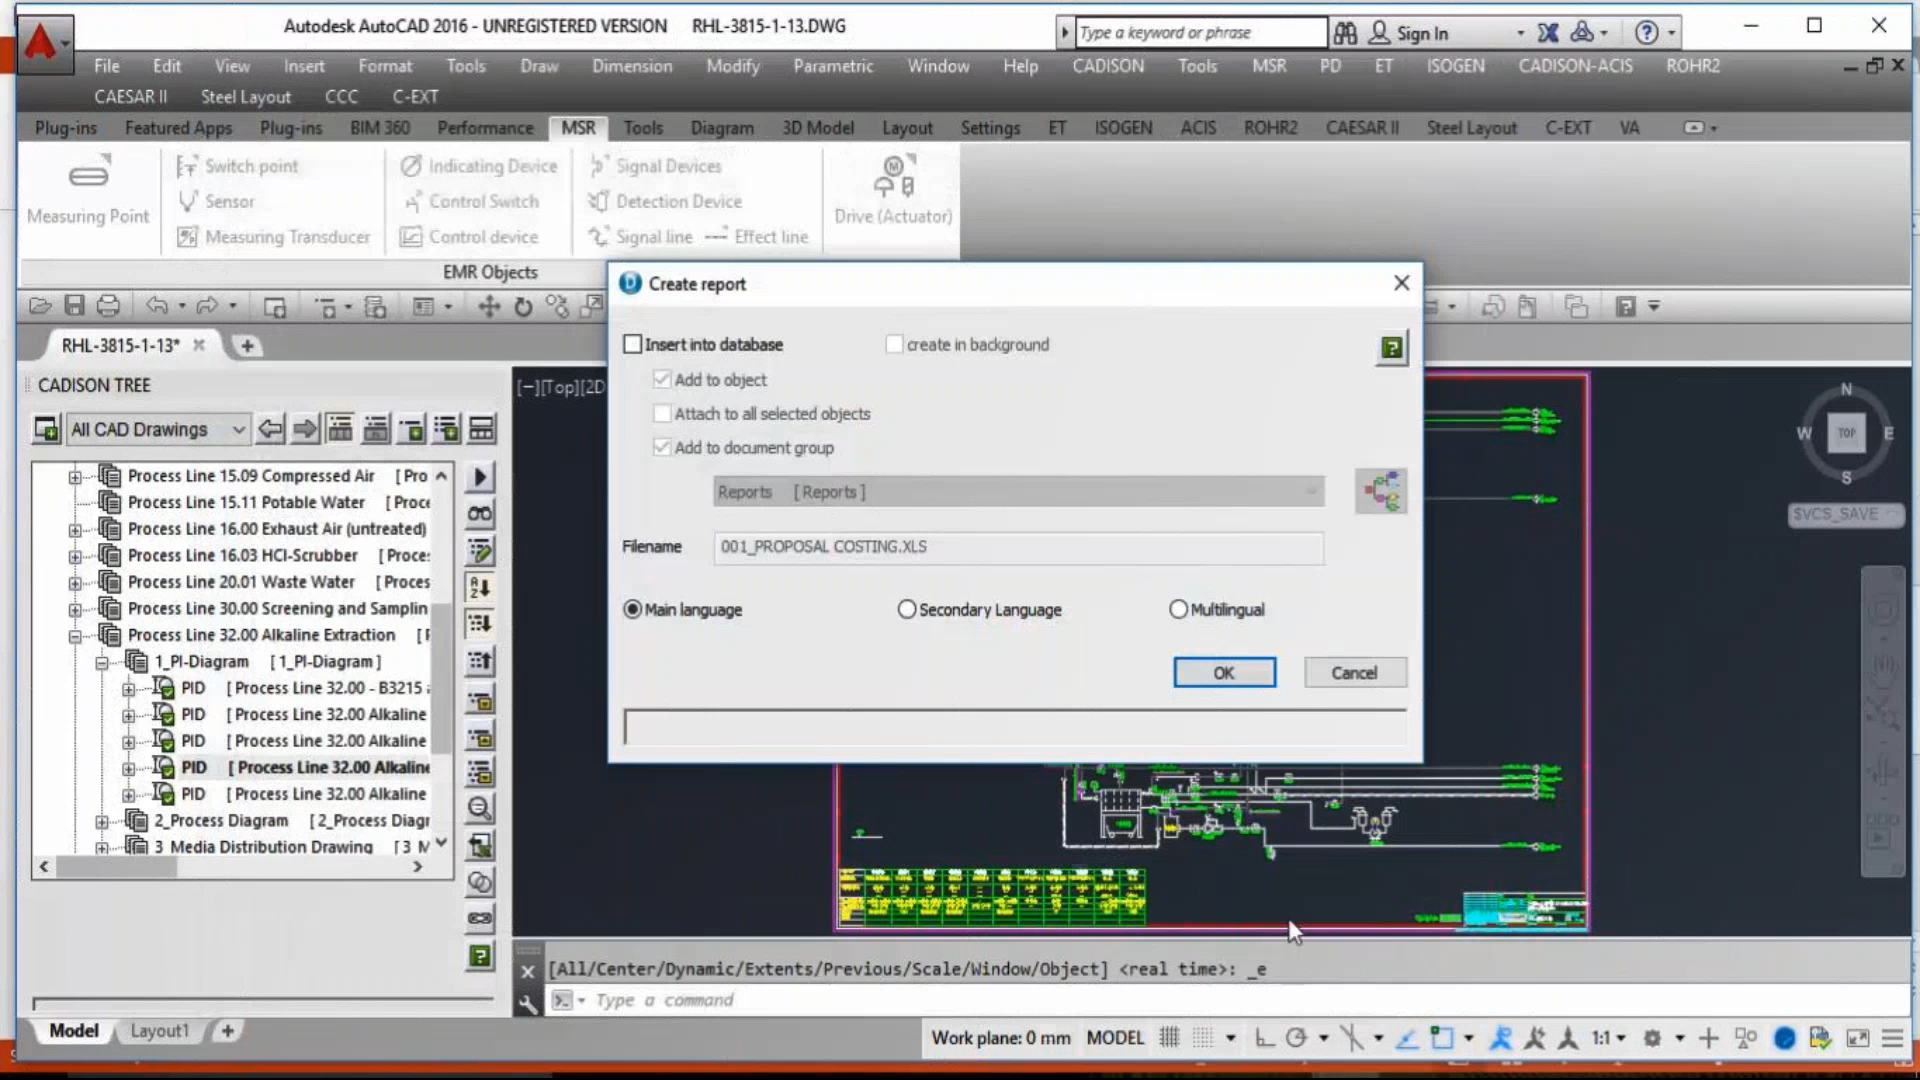 Autodesk AutoCAD 2016 - UNREGISTERED VERSION RHL-3815-1-13.DWG
Type a keyword or phrase
Sign In
File Edit View Insert Format Tools Draw Dimension Modify Parametric Window Help CADISON Tools MSR PD ET ISOGEN CADISON-ACIS ROHR2
CAESAR II Steel Layout CCC C-EXT
Plug-ins Featured Apps Plug-ins BIM 360 Performance MSR Tools Diagram 3D Model Layout Settings ET ISOGEN ACIS ROHR2 CAESAR II Steel Layout C-EXT VA
Switch point Indicating Device Signal Devices
Sensor Control Switch Detection Device
Measuring Point Drive (Actuator)
Measuring Transducer Control device Signal line Effect line
EMR Objects
RHL-3815-1-13*
CADISON TREE
All CAD Drawings
Process Line 15.09 Compressed Air [ Pro
Process Line 15.11 Potable Water [ Proce
Process Line 16.00 Exhaust Air (untreated)
Process Line 16.03 HCl-Scrubber [ Proce:
Process Line 20.01 Waste Water [ Proces
Process Line 30.00 Screening and Samplin
Process Line 32.00 Alkaline Extraction
1_PI-Diagram [ 1_PI-Diagram ]
PID [ Process Line 32.00 - B3215
PID [ Process Line 32.00 Alkaline
PID [ Process Line 32.00 Alkaline
PID [ Process Line 32.00 Alkaline
PID [ Process Line 32.00 Alkaline
2_Process Diagram [ 2_Process Diagr
3_Media Distribution Drawing [ 3_M
[−][Top][2D
Create report
Insert into database
create in background
Add to object
Attach to all selected objects
Add to document group
Reports [ Reports ]
Filename
001_PROPOSAL COSTING.XLS
Main language
Secondary Language
Multilingual
OK
Cancel
N
W TOP E
S
$VCS_SAVE
[All/Center/Dynamic/Extents/Previous/Scale/Window/Object] <real time>: _e
Type a command
Model Layout1
Work plane: 0 mm MODEL 1:1